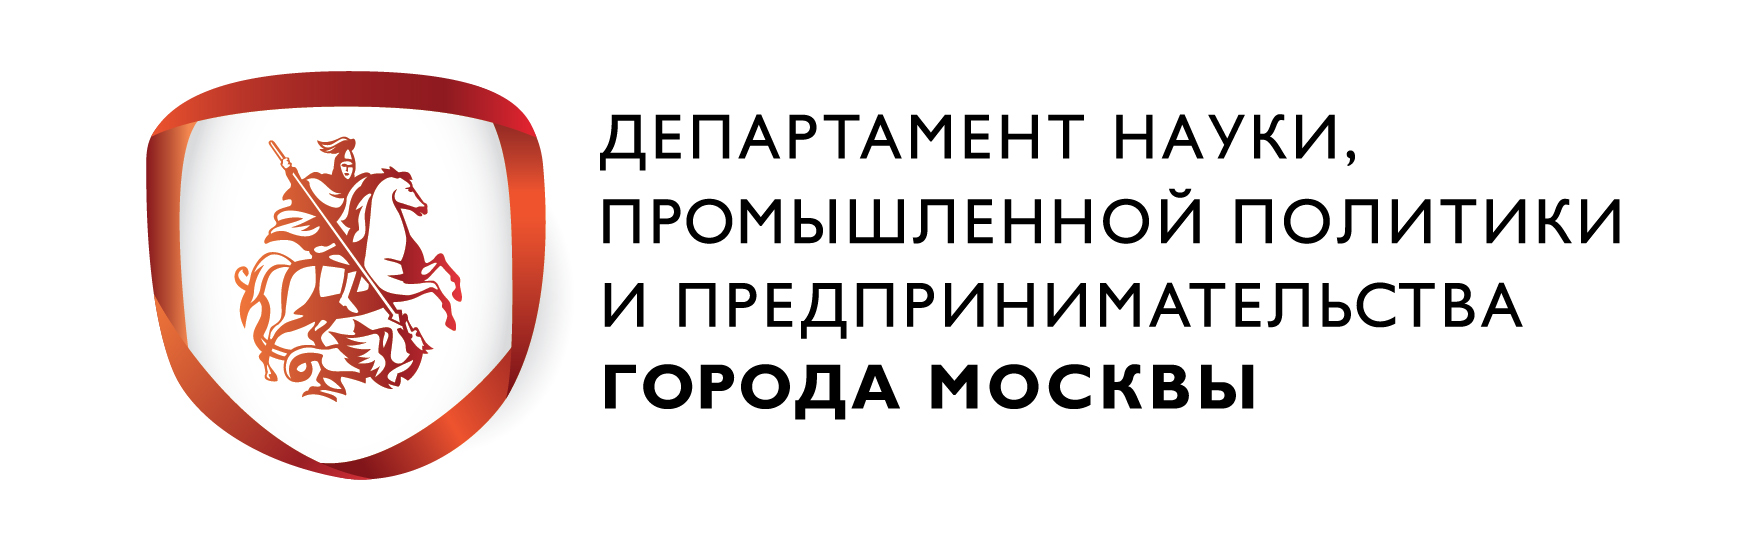 ДЕПАРТАМЕНТ НАУКИ,
ПРОМЫШЛЕННОЙ ПОЛИТИКИ
И ПРЕДПРИНИМАТЕЛЬСТВА
ГОРОДА МОСКВЫ